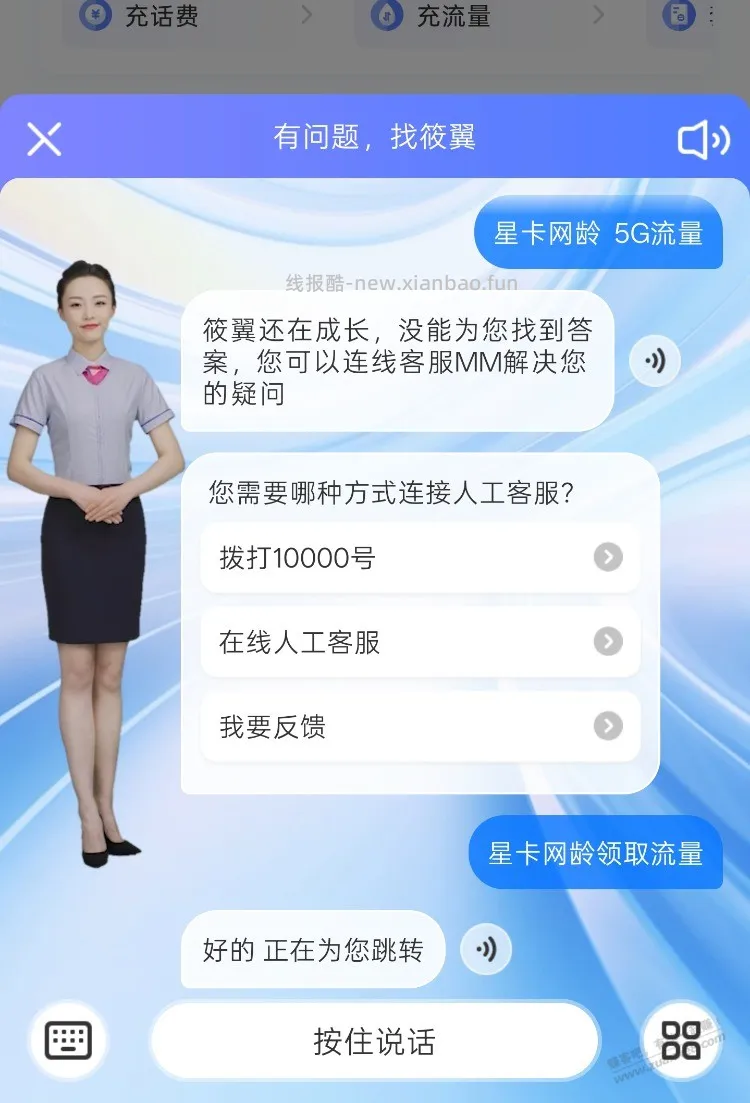 充话费
充流量
有问题，找筱翼
星卡网龄 5G流量
线报酷-new.xianbao.fun
筱翼还在成长，没能为您找到答
案，您可以连线客服MM解决您
的疑问
您需要哪种方式连接人工客服？
拨打10000号
在线人工客服
我要反馈
星卡网龄领取流量
好的 正在为您跳转
按住说话